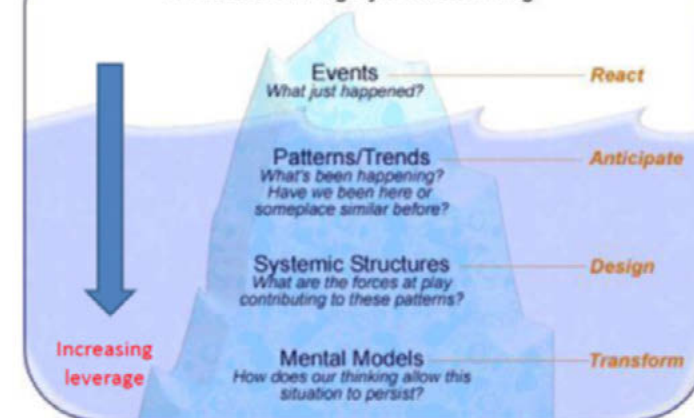 Events
React
What just happened?
Patterns/Trends
Anticipate
What's been happening?
Have we been here or
someplace similar before?
Systemic Structures
Design
What are the forces at play
contributing to these patterns?
Increasing
leverage
Mental Models
Transform
How does our thinking allow this
situation to persist?